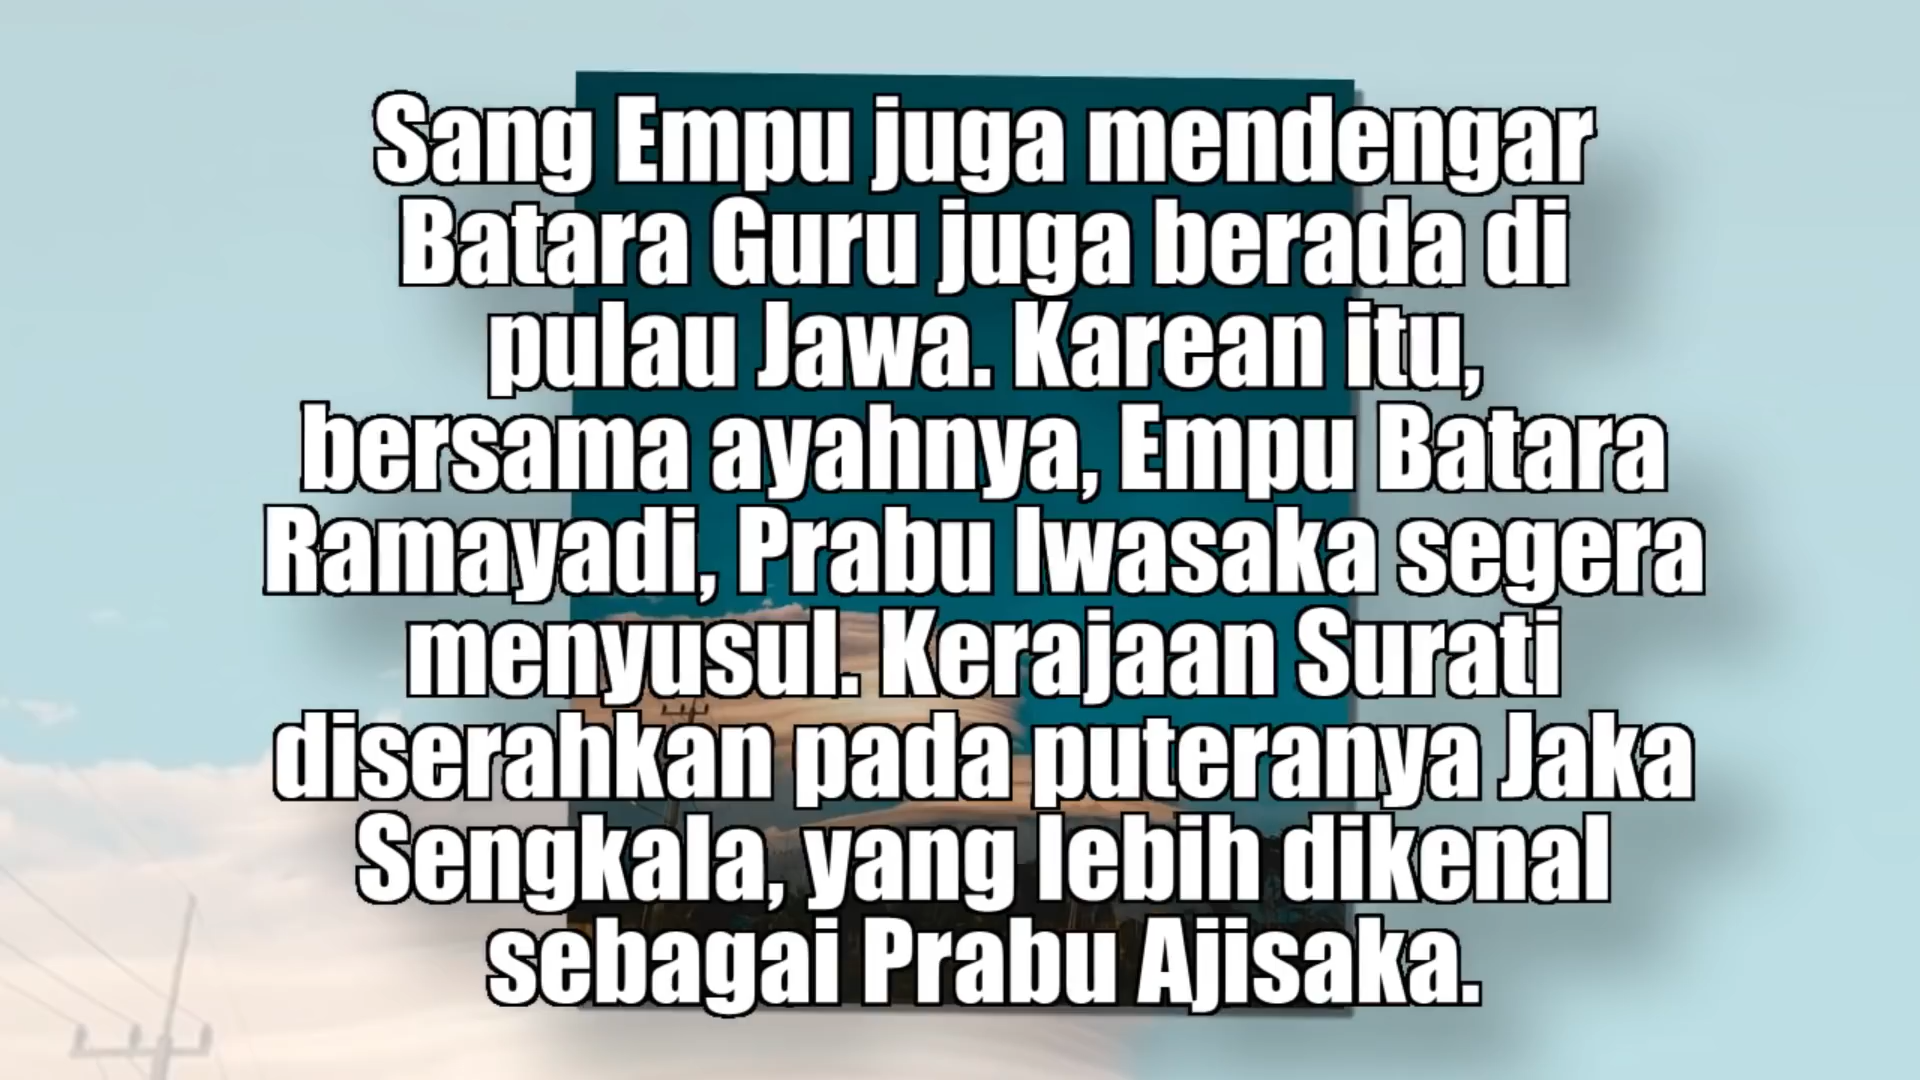 Sang Empu juga mendengar
Batara Guru juga berada di
pulau Jawa. Karean itu,
bersama ayahnya, Empu Batara
Ramayadi, Prabu Iwasaka segera
menyusul. Kerajaan Surati
diserahkan pada puteranya Jaka
Sengkala, yang lebih dikenal
sebagai Prabu Ajisaka.